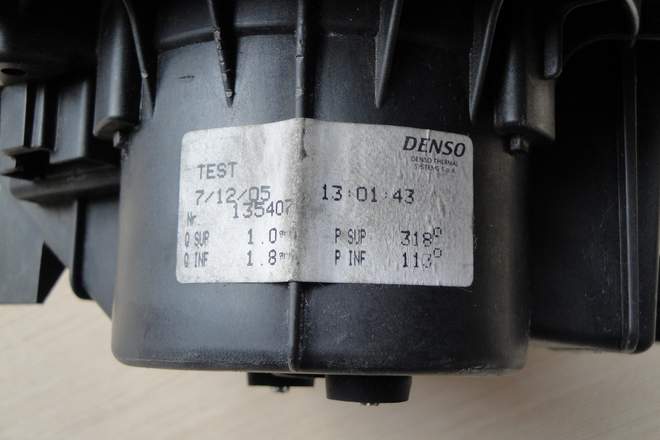 DENSO
DENSO THERMAL
SYSTEMS S.p.A.
TEST
7/12/05 13:01:43
Nr. 135407
Q SUP 1.0 P SUP 318
Q INF 1.8 P INF